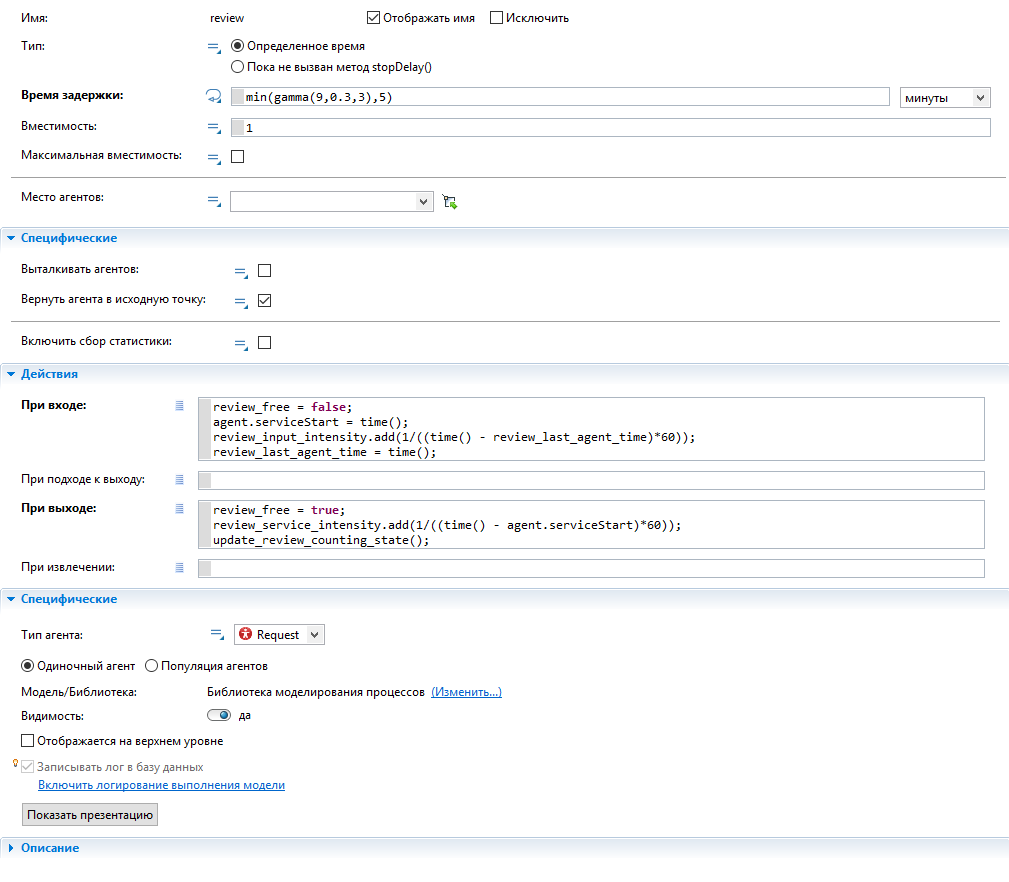 Имя: review Отображать имя Исключить
Тип: Определенное время
Пока не вызван метод stopDelay()
Время задержки: min(gamma(9,0.3,3),5) минуты
Вместимость: 1
Максимальная вместимость:
Место агентов:
Специфические
Выталкивать агентов:
Вернуть агента в исходную точку:
Включить сбор статистики:
Действия
При входе: review_free = false;
agent.serviceStart = time();
review_input_intensity.add(1/((time() - review_last_agent_time)*60));
review_last_agent_time = time();
При подходе к выходу:
При выходе: review_free = true;
review_service_intensity.add(1/((time() - agent.serviceStart)*60));
update_review_counting_state();
При извлечении:
Специфические
Тип агента: Request
Одиночный агент Популяция агентов
Модель/Библиотека: Библиотека моделирования процессов (Изменить...)
Видимость: да
Отображается на верхнем уровне
Записывать лог в базу данных
Включить логирование выполнения модели
Показать презентацию
Описание